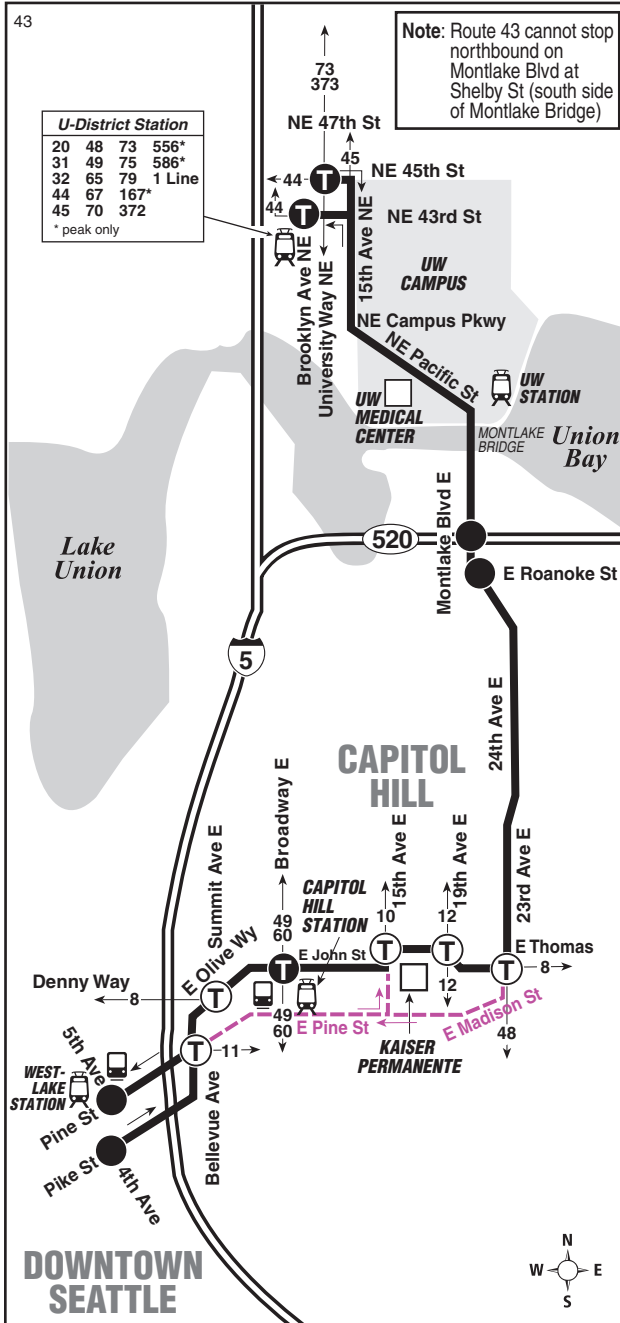 43
Note: Route 43 cannot stop
northbound on
Montlake Blvd at
Shelby St (south side
of Montlake Bridge)
73
373
NE 47th St
U-District Station
20 48 73 556*
31 49 75 586*
32 65 79 1 Line
44 67 167*
45 70 372
* peak only
45
44
T
NE 45th St
44
T
NE 43rd St
Brooklyn Ave NE
University Way NE
15th Ave NE
UW
CAMPUS
NE Campus Pkwy
NE Pacific St
UW
STATION
UW
MEDICAL
CENTER
MONTLAKE
BRIDGE
Union
Bay
Montlake Blvd E
Lake
Union
520
E Roanoke St
5
24th Ave E
CAPITOL
HILL
Broadway E
15th Ave E
19th Ave E
23rd Ave E
Summit Ave E
49
60
CAPITOL
HILL
STATION
10
12
E Olive Wy
E John St
T
T
T
T
E Thomas
8
Denny Way
8
T
12
49
60
E Pine St
E Madison St
48
KAISER
PERMANENTE
T
11
5th Ave
WEST-
LAKE
STATION
Pine St
Bellevue Ave
Pike St
4th Ave
DOWNTOWN
SEATTLE
N
W E
S